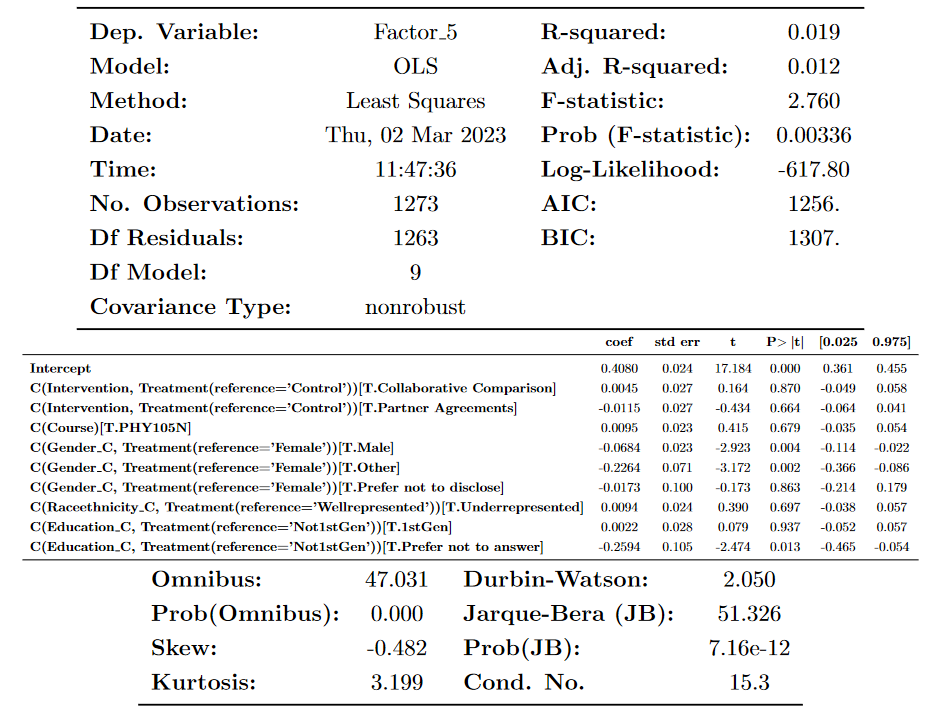 Dep. Variable: Factor_5 R-squared: 0.019
Model: OLS Adj. R-squared: 0.012
Method: Least Squares F-statistic: 2.760
Date: Thu, 02 Mar 2023 Prob (F-statistic): 0.00336
Time: 11:47:36 Log-Likelihood: -617.80
No. Observations: 1273 AIC: 1256.
Df Residuals: 1263 BIC: 1307.
Df Model: 9
Covariance Type: nonrobust
coef std err t P> |t| [0.025 0.975]
Intercept 0.4080 0.024 17.184 0.000 0.361 0.455
C(Intervention, Treatment(reference='Control'))[T.Collaborative Comparison] 0.0045 0.027 0.164 0.870 -0.049 0.058
C(Intervention, Treatment(reference='Control'))[T.Partner Agreements] -0.0115 0.027 -0.434 0.664 -0.064 0.041
C(Course)[T.PHY105N] 0.0095 0.023 0.415 0.679 -0.035 0.054
C(Gender_C, Treatment(reference='Female'))[T.Male] -0.0684 0.023 -2.923 0.004 -0.114 -0.022
C(Gender_C, Treatment(reference='Female'))[T.Other] -0.2264 0.071 -3.172 0.002 -0.366 -0.086
C(Gender_C, Treatment(reference='Female'))[T.Prefer not to disclose] -0.0173 0.100 -0.173 0.863 -0.214 0.179
C(Raceethnicity_C, Treatment(reference='Wellrepresented'))[T.Underrepresented] 0.0094 0.024 0.390 0.697 -0.038 0.057
C(Education_C, Treatment(reference='Not1stGen'))[T.1stGen] 0.0022 0.028 0.079 0.937 -0.052 0.057
C(Education_C, Treatment(reference='Not1stGen'))[T.Prefer not to answer] -0.2594 0.105 -2.474 0.013 -0.465 -0.054
Omnibus: 47.031 Durbin-Watson: 2.050
Prob(Omnibus): 0.000 Jarque-Bera (JB): 51.326
Skew: -0.482 Prob(JB): 7.16e-12
Kurtosis: 3.199 Cond. No. 15.3